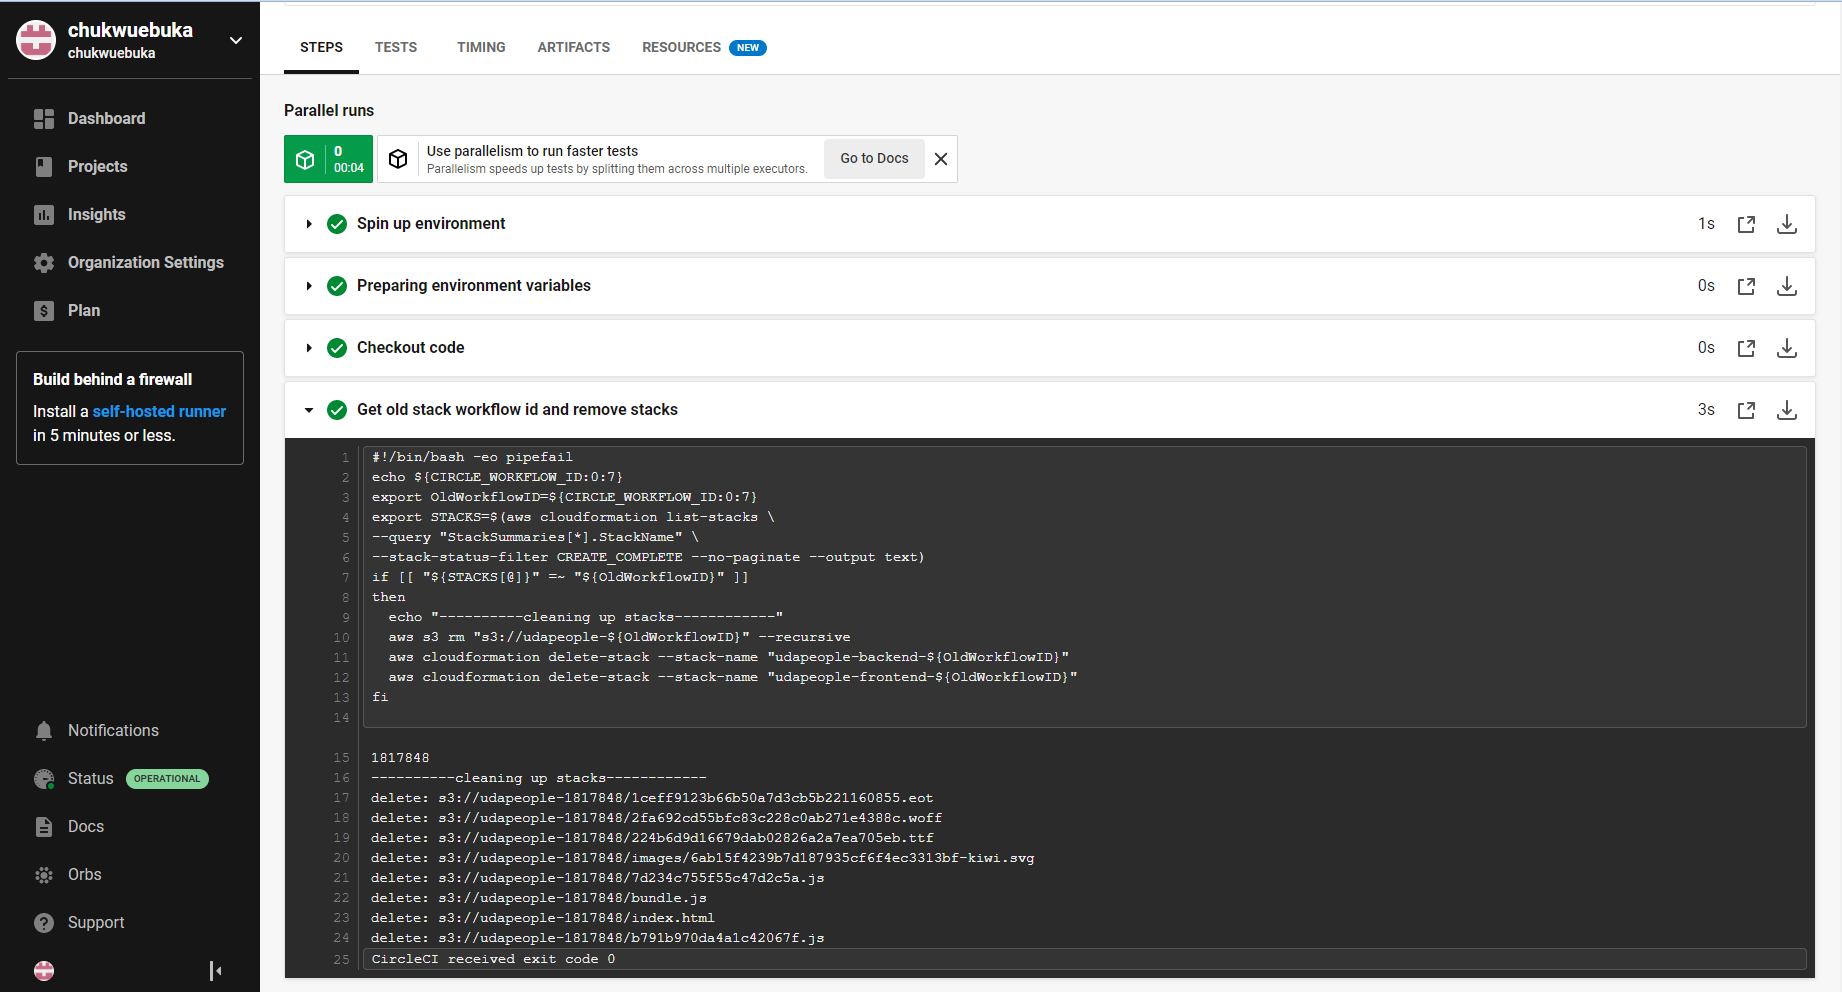 chukwuebuka
chukwuebuka
Dashboard
Projects
Insights
Organization Settings
$ Plan
Build behind a firewall
Install a self-hosted runner
in 5 minutes or less.
Notifications
Status OPERATIONAL
Docs
Orbs
? Support
STEPS TESTS TIMING ARTIFACTS RESOURCES NEW
Parallel runs
0
00:04
Use parallelism to run faster tests
Parallelism speeds up tests by splitting them across multiple executors.
Go to Docs
Spin up environment 1s
Preparing environment variables 0s
Checkout code 0s
Get old stack workflow id and remove stacks 3s
1 #!/bin/bash -eo pipefail
2 echo ${CIRCLE_WORKFLOW_ID:0:7}
3 export OldWorkflowID=${CIRCLE_WORKFLOW_ID:0:7}
4 export STACKS=$(aws cloudformation list-stacks \
5 --query "StackSummaries[*].StackName" \
6 --stack-status-filter CREATE_COMPLETE --no-paginate --output text)
7 if [[ "${STACKS[@]}" =~ "${OldWorkflowID}" ]]
8 then
9 echo "----------cleaning up stacks------------"
10 aws s3 rm "s3://udapeople-${OldWorkflowID}" --recursive
11 aws cloudformation delete-stack --stack-name "udapeople-backend-${OldWorkflowID}"
12 aws cloudformation delete-stack --stack-name "udapeople-frontend-${OldWorkflowID}"
13 fi
14
15 1817848
16 ----------cleaning up stacks------------
17 delete: s3://udapeople-1817848/1ceff9123b66b50a7d3cb5b221160855.eot
18 delete: s3://udapeople-1817848/2fa692cd55bfc83c228c0ab271e4388c.woff
19 delete: s3://udapeople-1817848/224b6d9d16679dab02826a2a7ea705eb.ttf
20 delete: s3://udapeople-1817848/images/6ab15f4239b7d187935cf6f4ec3313bf-kiwi.svg
21 delete: s3://udapeople-1817848/7d234c755f55c47d2c5a.js
22 delete: s3://udapeople-1817848/bundle.js
23 delete: s3://udapeople-1817848/index.html
24 delete: s3://udapeople-1817848/b791b970da4a1c42067f.js
25 CircleCI received exit code 0